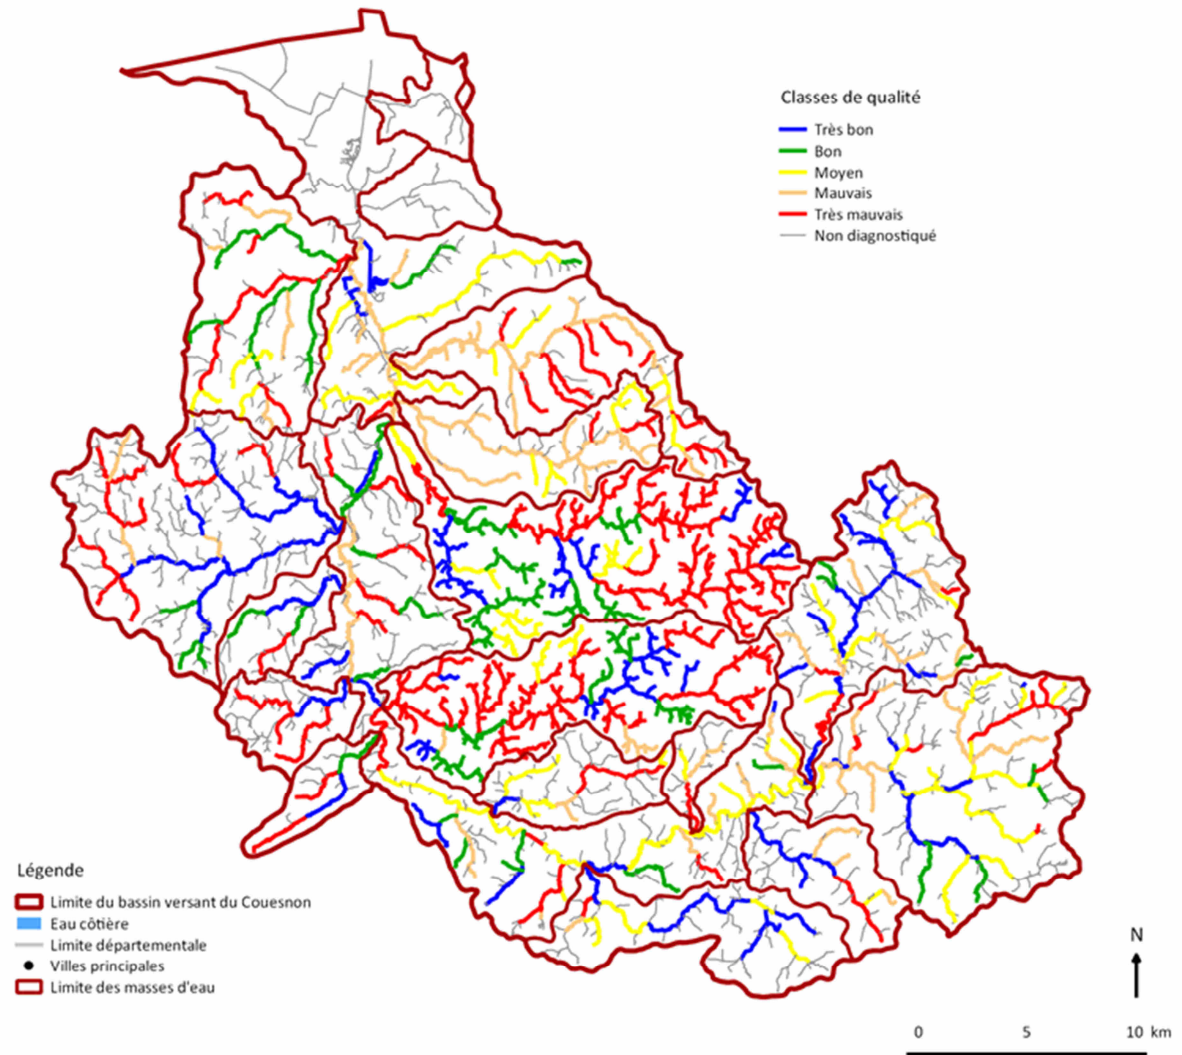 Classes de qualité
Très bon
Bon
Moyen
Mauvais
Très mauvais
Non diagnostiqué
Légende
Limite du bassin versant du Couesnon
Eau côtière
Limite départementale
Villes principales
Limite des masses d'eau
N
0 5 10 km